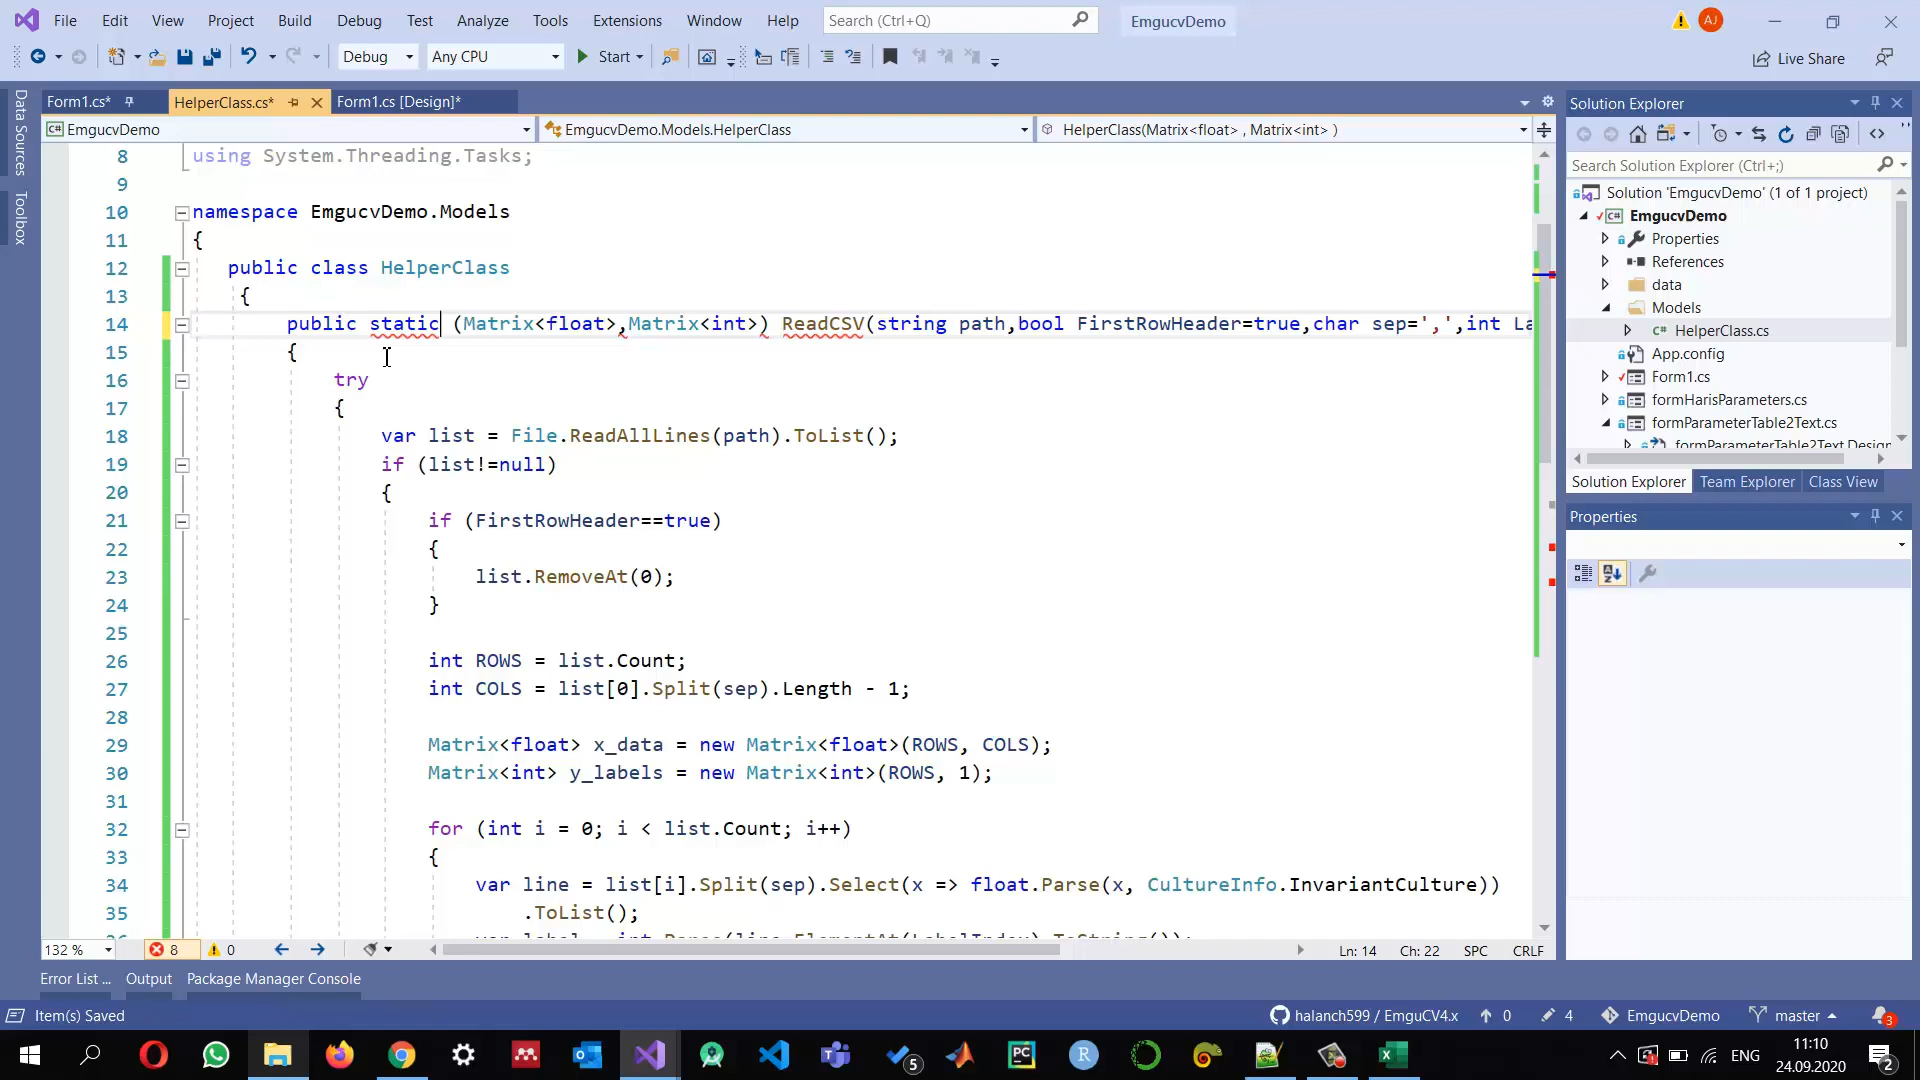 File Edit View Project Build Debug Test Analyze Tools Extensions Window Help Search (Ctrl+Q) EmgucvDemo AJ
Debug Any CPU Start Live Share
Data Sources
Toolbox
Form1.cs* HelperClass.cs* Form1.cs [Design]*
EmgucvDemo EmgucvDemo.Models.HelperClass HelperClass(Matrix<float> , Matrix<int> )
8 using System.Threading.Tasks;
9
10 namespace EmgucvDemo.Models
11 {
12 public class HelperClass
13 {
14 public static (Matrix<float>,Matrix<int>) ReadCSV(string path,bool FirstRowHeader=true,char sep=',',int La
15 {
16 try
17 {
18 var list = File.ReadAllLines(path).ToList();
19 if (list!=null)
20 {
21 if (FirstRowHeader==true)
22 {
23 list.RemoveAt(0);
24 }
25
26 int ROWS = list.Count;
27 int COLS = list[0].Split(sep).Length - 1;
28
29 Matrix<float> x_data = new Matrix<float>(ROWS, COLS);
30 Matrix<int> y_labels = new Matrix<int>(ROWS, 1);
31
32 for (int i = 0; i < list.Count; i++)
33 {
34 var line = list[i].Split(sep).Select(x => float.Parse(x, CultureInfo.InvariantCulture))
35 .ToList();
132 % 8 0 Ln: 14 Ch: 22 SPC CRLF
Error List ... Output Package Manager Console
Item(s) Saved halanch599 / EmguCV4.x 0 4 EmgucvDemo master 3
Solution Explorer
Search Solution Explorer (Ctrl+;)
Solution 'EmgucvDemo' (1 of 1 project)
EmgucvDemo
Properties
References
data
Models
HelperClass.cs
App.config
Form1.cs
formHarisParameters.cs
formParameterTable2Text.cs
formParameterTable2Text.Design
Solution Explorer Team Explorer Class View
Properties
5 ENG 11:10
24.09.2020 2